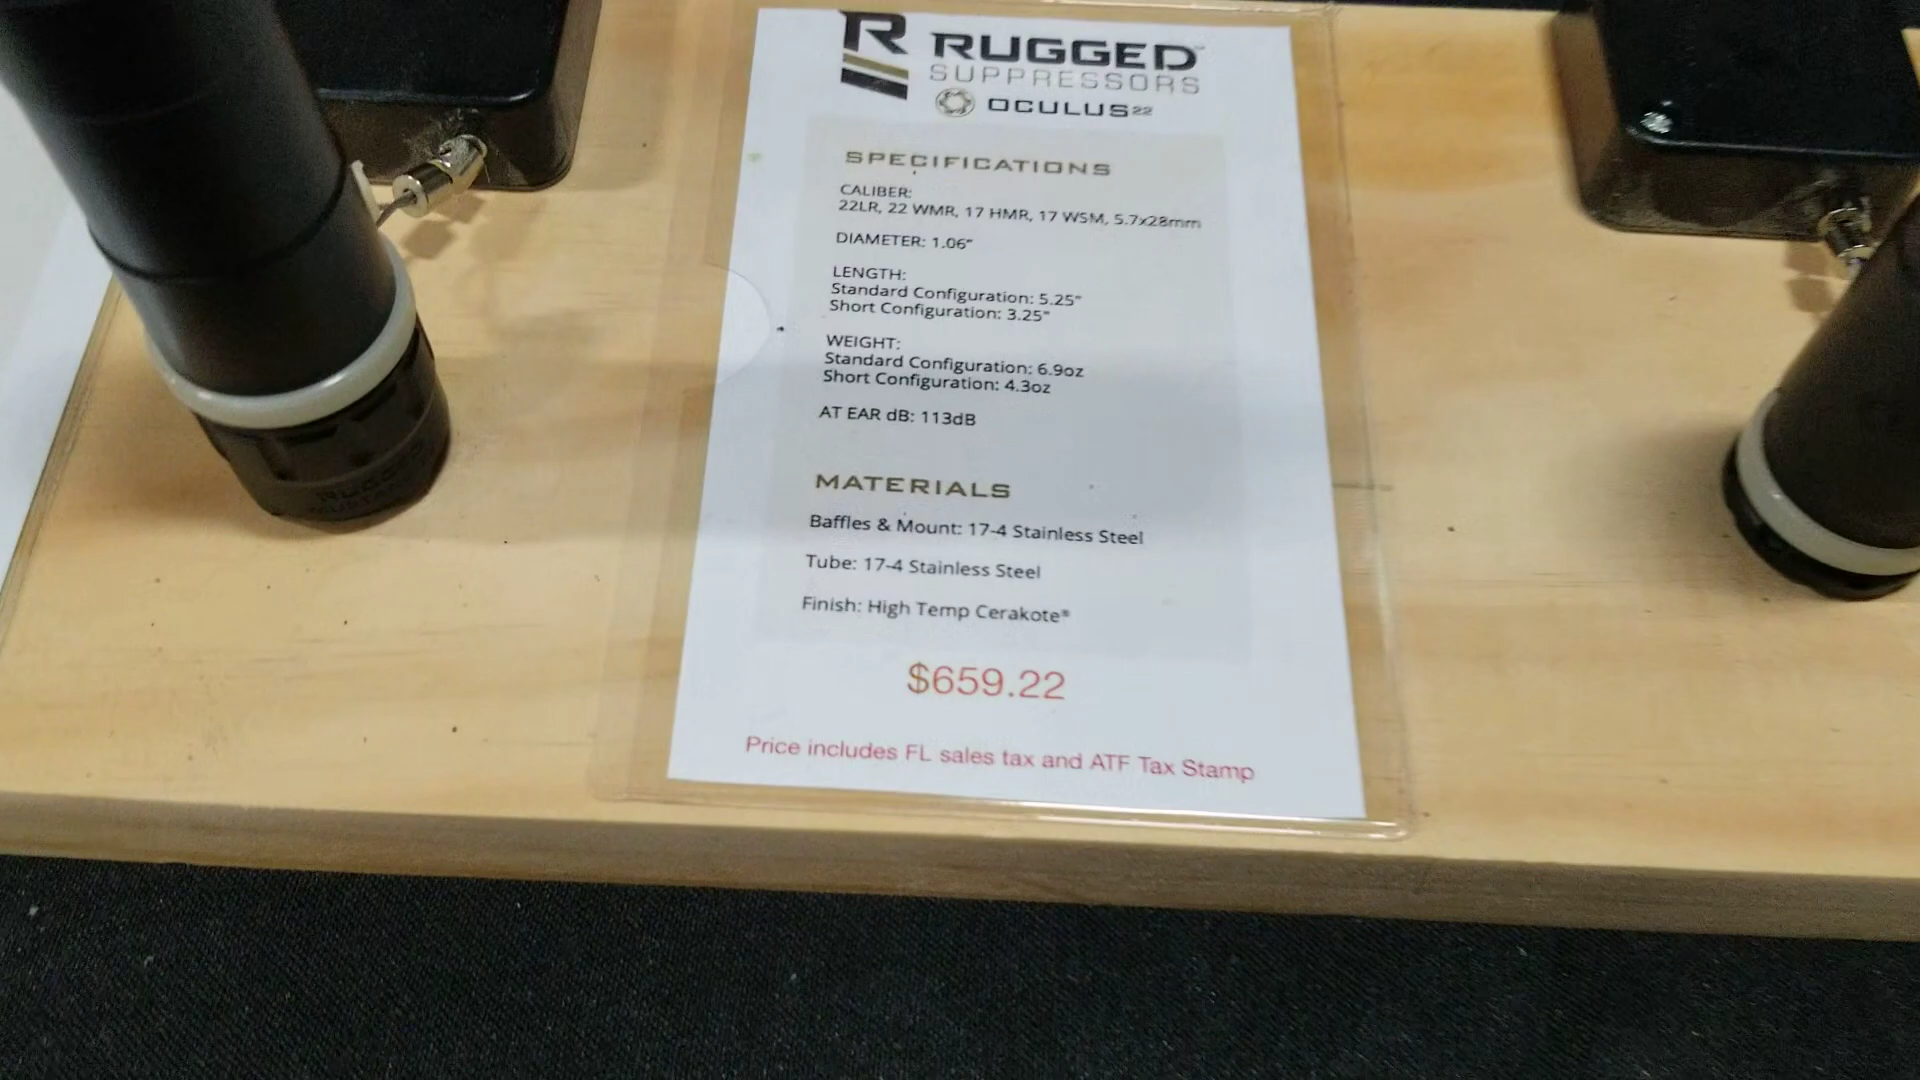 R RUGGED™
SUPPRESSORS
OCULUS²²
SPECIFICATIONS
CALIBER:
22LR, 22 WMR, 17 HMR, 17 WSM, 5.7x28mm
DIAMETER: 1.06"
LENGTH:
Standard Configuration: 5.25"
Short Configuration: 3.25"
WEIGHT:
Standard Configuration: 6.9oz
Short Configuration: 4.3oz
AT EAR dB: 113dB
MATERIALS
Baffles & Mount: 17-4 Stainless Steel
Tube: 17-4 Stainless Steel
Finish: High Temp Cerakote®
$659.22
Price includes FL sales tax and ATF Tax Stamp
RUGGED